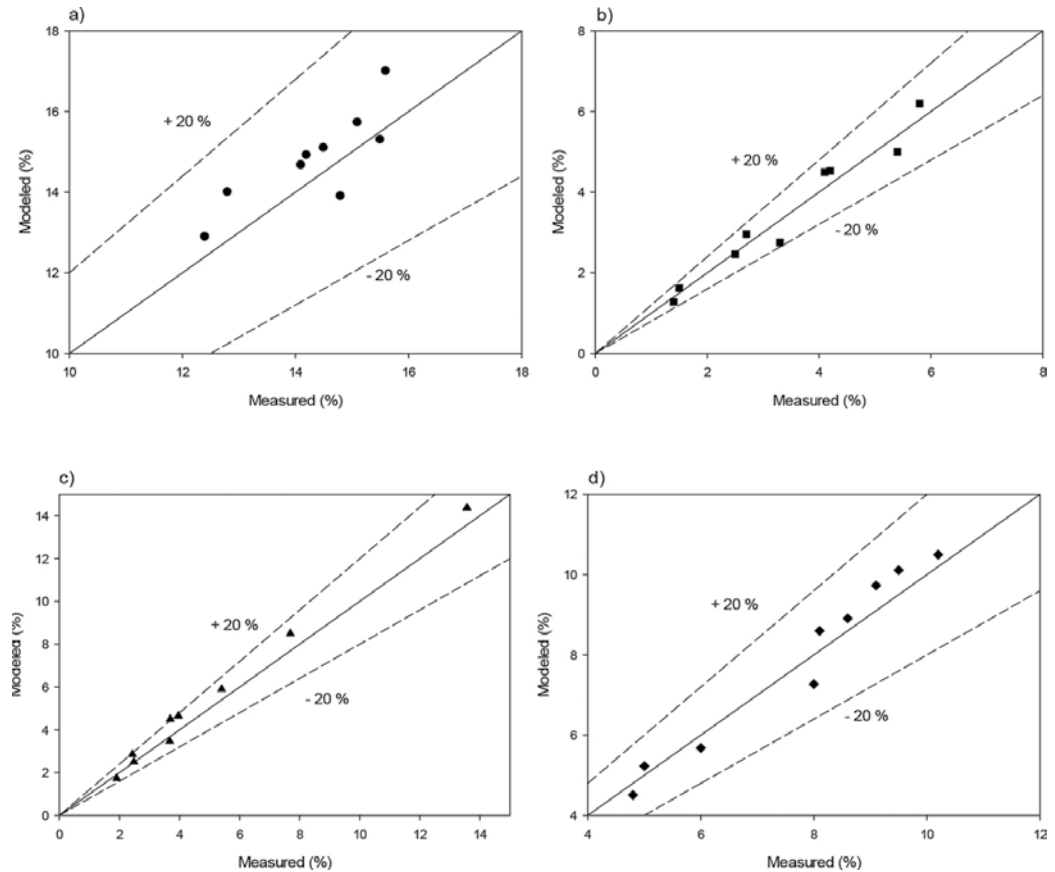 a)
18
16
14
12
10
Modeled (%)
+ 20 %
- 20 %
10 12 14 16 18
Measured (%)
b)
8
6
4
2
0
Modeled (%)
+ 20 %
- 20 %
0 2 4 6 8
Measured (%)
c)
14
12
10
8
6
4
2
0
Modeled (%)
+ 20 %
- 20 %
0 2 4 6 8 10 12 14
Measured (%)
d)
12
10
8
6
4
Modeled (%)
+ 20 %
- 20 %
4 6 8 10 12
Measured (%)